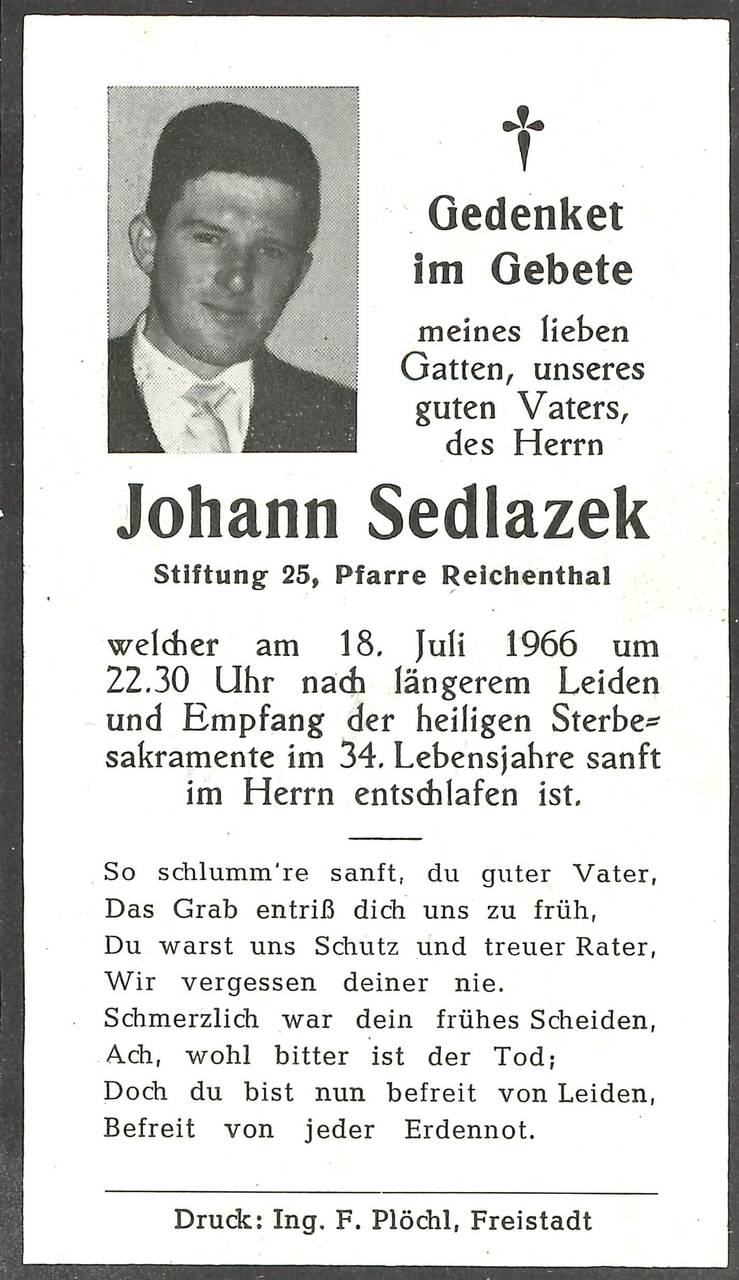 Gedenket
im Gebete
meines lieben
Gatten, unseres
guten Vaters,
des Herrn
Johann Sedlazek
Stiftung 25, Pfarre Reichenthal
welcher am 18. Juli 1966 um
22.30 Uhr nach längerem Leiden
und Empfang der heiligen Sterbe=
sakramente im 34. Lebensjahre sanft
im Herrn entschlafen ist.
So schlumm're sanft, du guter Vater,
Das Grab entriß dich uns zu früh,
Du warst uns Schutz und treuer Rater,
Wir vergessen deiner nie.
Schmerzlich war dein frühes Scheiden,
Ach, wohl bitter ist der Tod;
Doch du bist nun befreit von Leiden,
Befreit von jeder Erdennot.
Druck: Ing. F. Plöchl, Freistadt